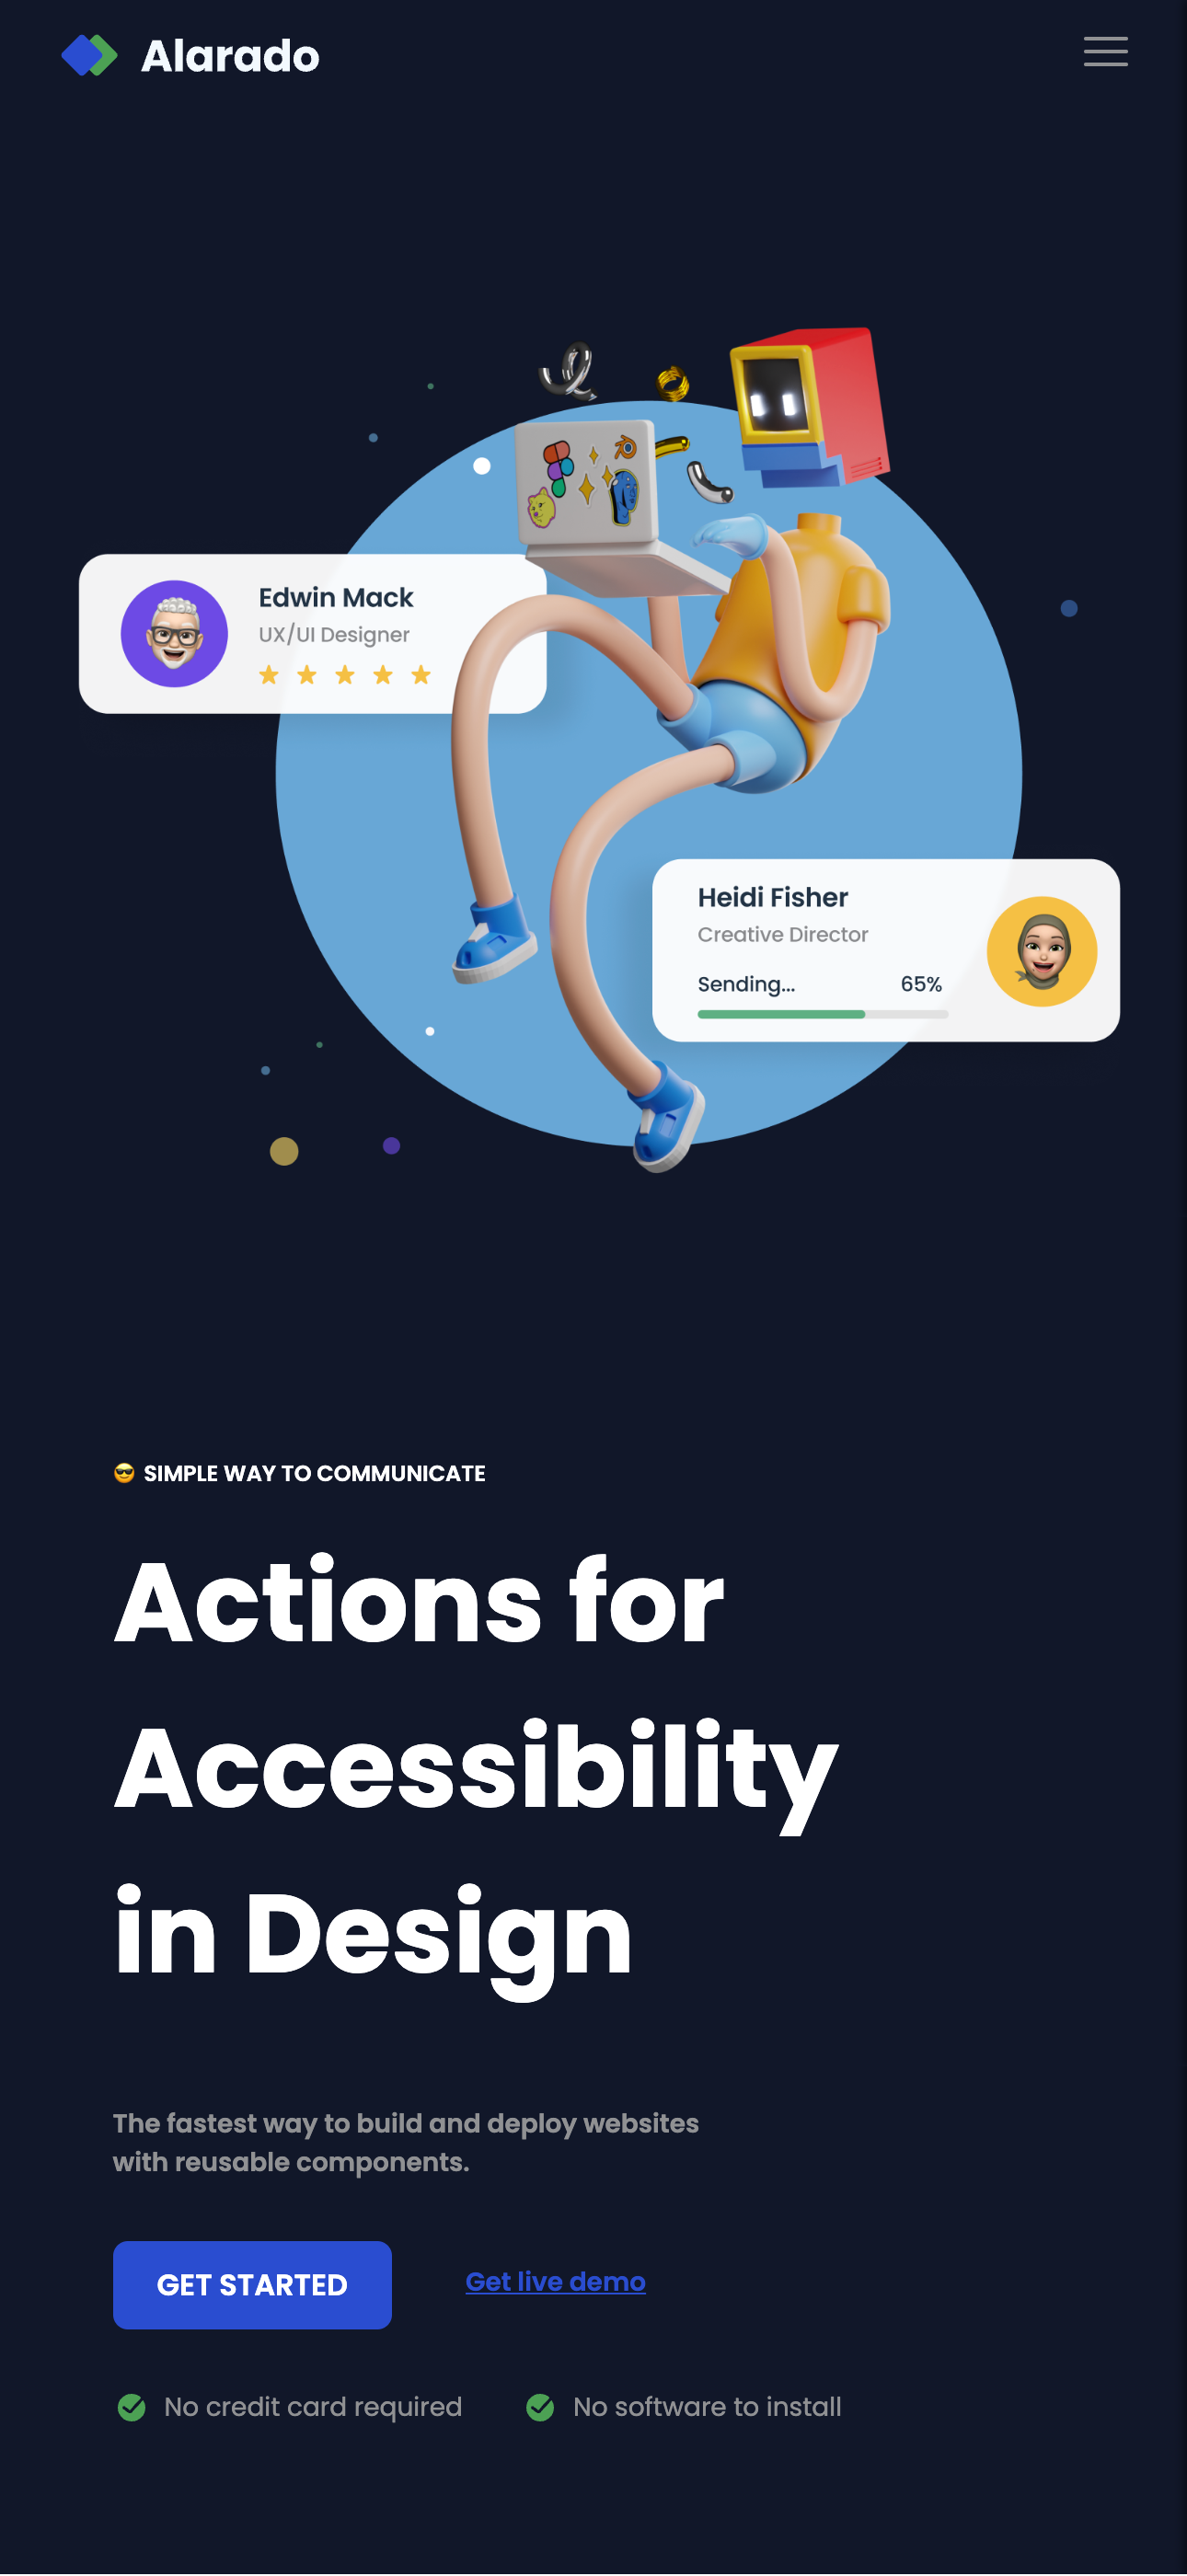 Alarado
Edwin Mack
UX/UI Designer
Heidi Fisher
Creative Director
Sending... 65%
SIMPLE WAY TO COMMUNICATE
Actions for
Accessibility
in Design
The fastest way to build and deploy websites
with reusable components.
GET STARTED Get live demo
No credit card required No software to install